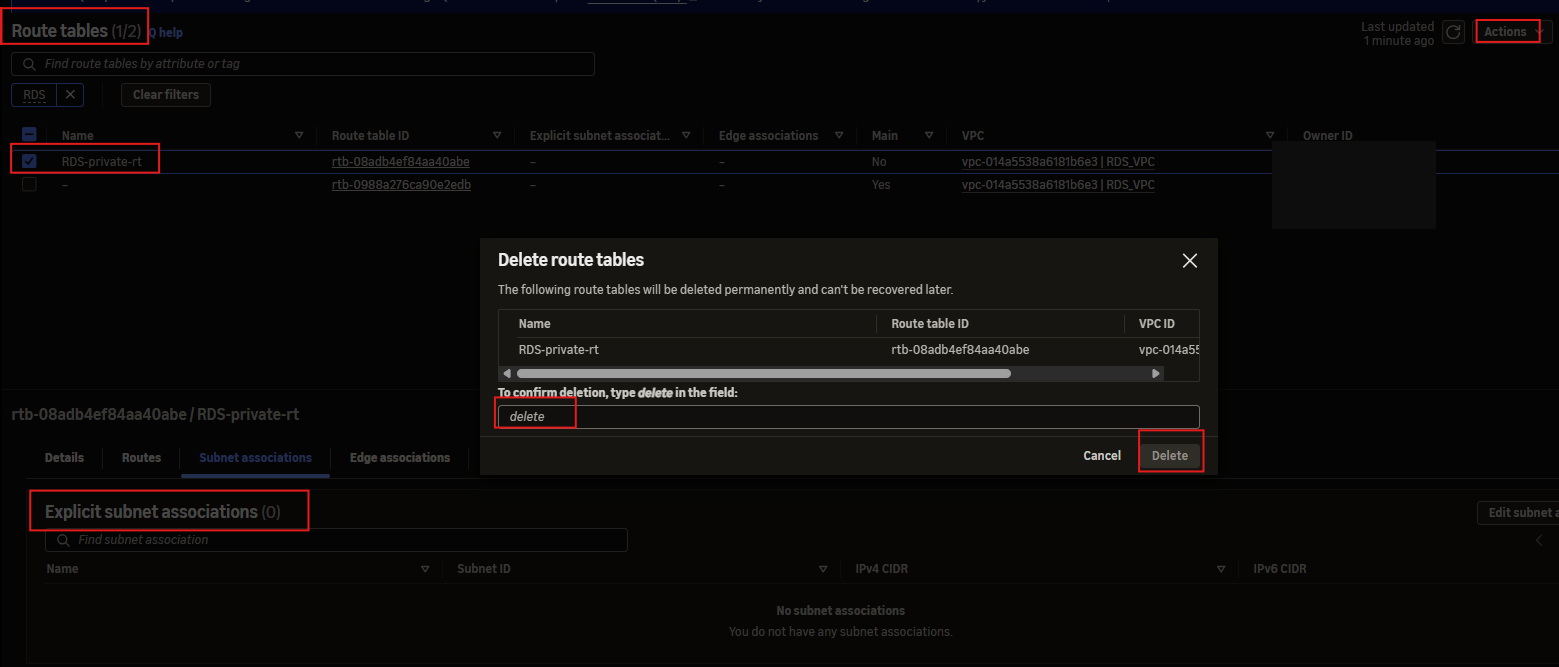 Route tables (1/2)
Q help
Last updated
1 minute ago
Actions
Find route tables by attribute or tag
RDS
Clear filters
Name Route table ID Explicit subnet associat... Edge associations Main VPC Owner ID
RDS-private-rt rtb-08adb4ef84aa40abe – – No vpc-014a5538a6181b6e3 | RDS_VPC
– rtb-0988a276ca90e2edb – – Yes vpc-014a5538a6181b6e3 | RDS_VPC
Delete route tables
The following route tables will be deleted permanently and can't be recovered later.
Name Route table ID VPC ID
RDS-private-rt rtb-08adb4ef84aa40abe vpc-014a55
To confirm deletion, type delete in the field:
delete
Cancel Delete
rtb-08adb4ef84aa40abe / RDS-private-rt
Details Routes Subnet associations Edge associations
Explicit subnet associations (0)
Edit subnet a
Find subnet association
Name Subnet ID IPv4 CIDR IPv6 CIDR
No subnet associations
You do not have any subnet associations.